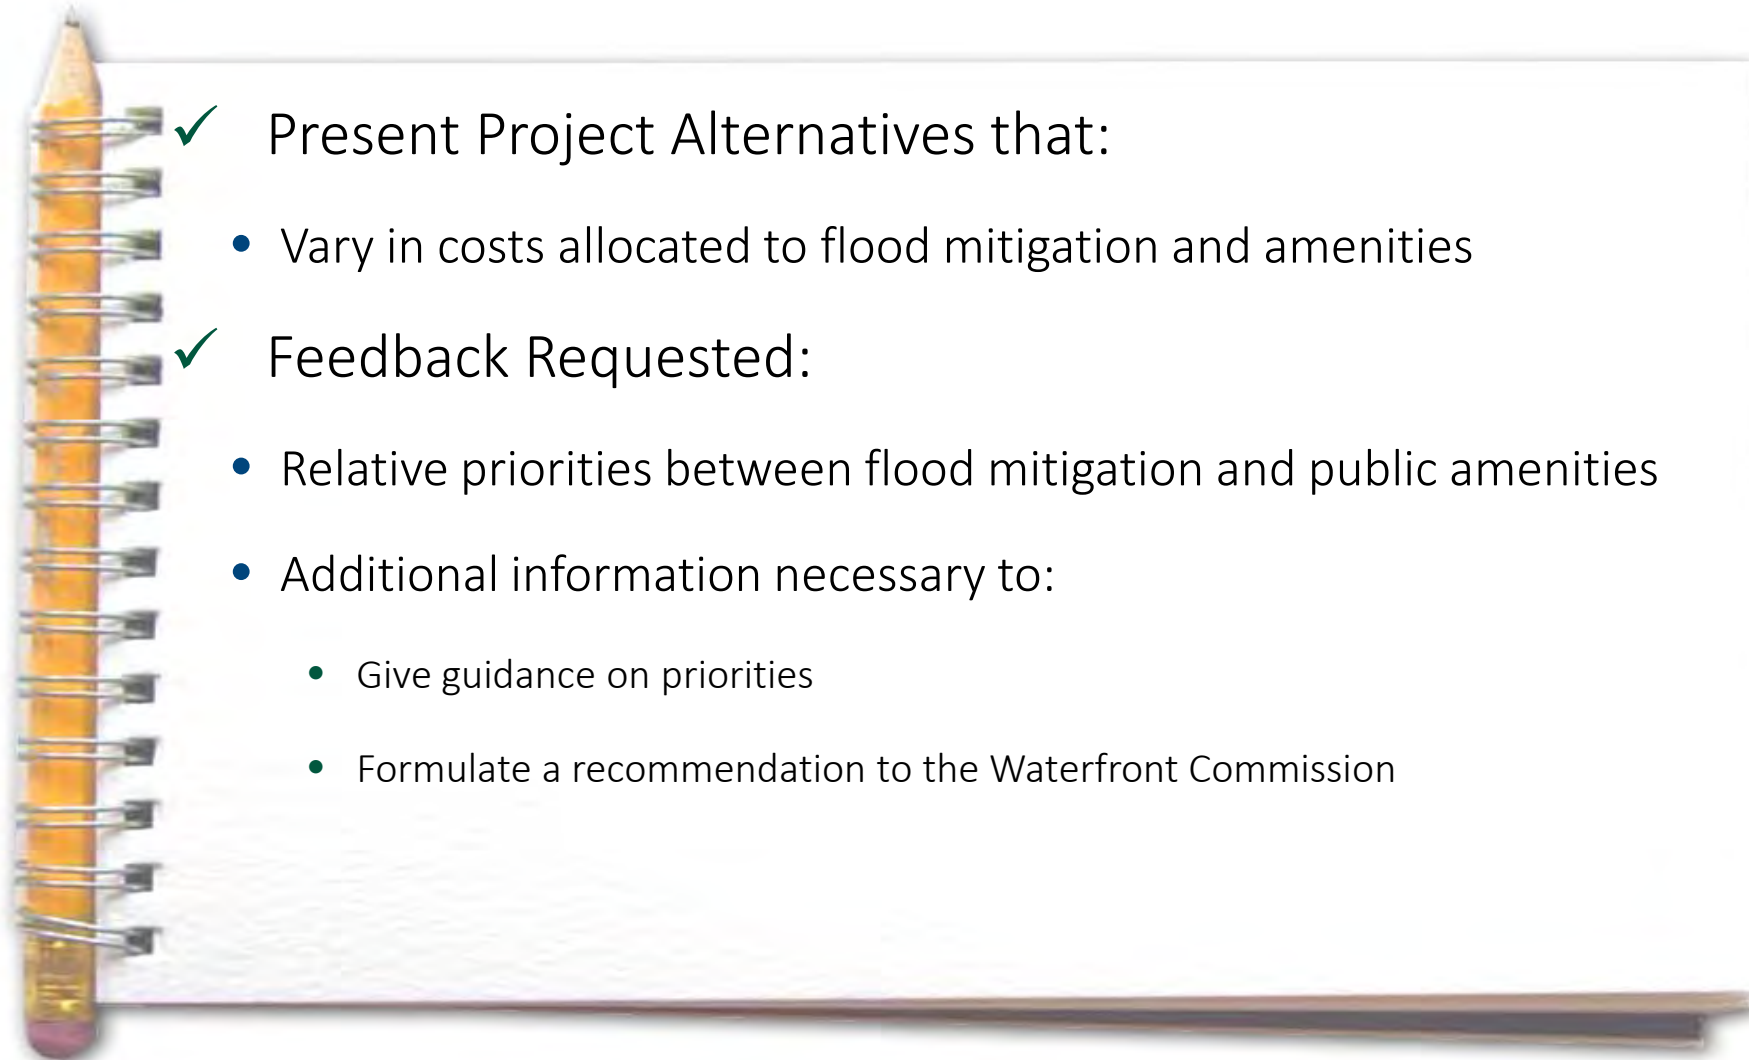 ✓ Present Project Alternatives that:
• Vary in costs allocated to flood mitigation and amenities
✓ Feedback Requested:
• Relative priorities between flood mitigation and public amenities
• Additional information necessary to:
• Give guidance on priorities
• Formulate a recommendation to the Waterfront Commission